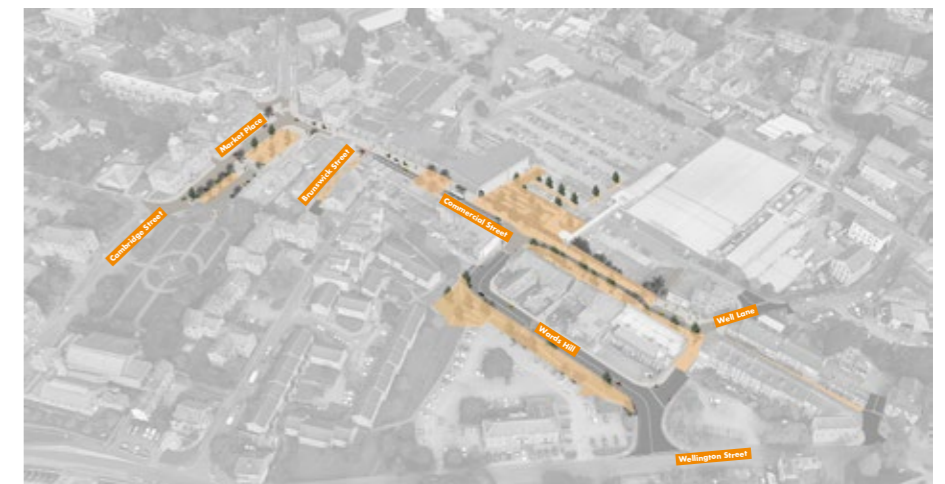 Market Place
Brunswick Street
Cambridge Street
Commercial Street
Well Lane
Wards Hill
Wellington Street